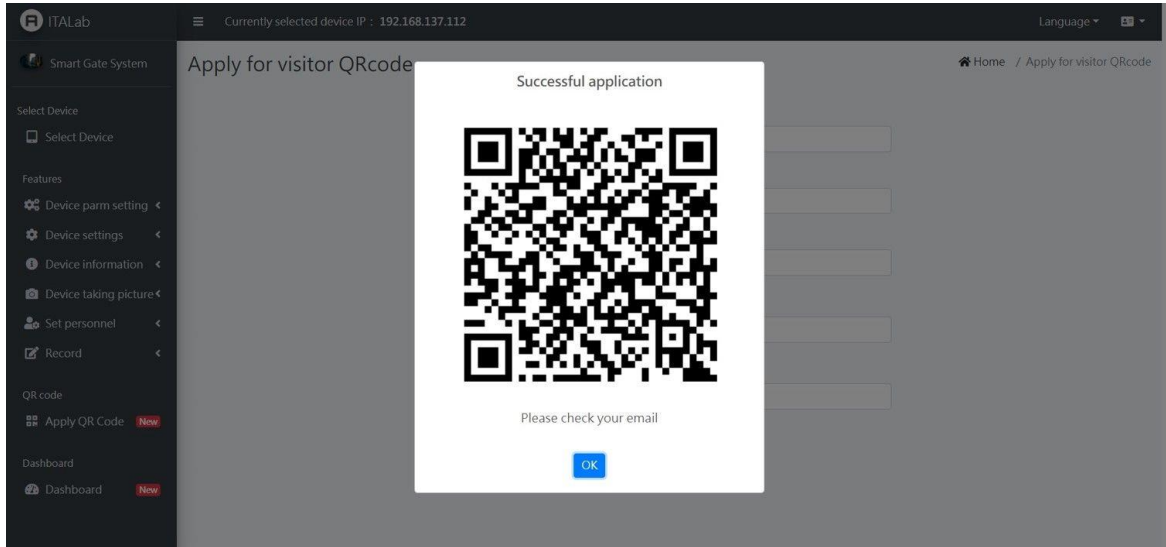 ITALab
Currently selected device IP : 192.168.137.112
Language
Smart Gate System
Apply for visitor QRcode
Home / Apply for visitor QRcode
Successful application
Select Device
Select Device
Features
Device parm setting
Device settings
Device information
Device taking picture
Set personnel
Record
QR code
Apply QR Code New
Please check your email
OK
Dashboard
Dashboard New